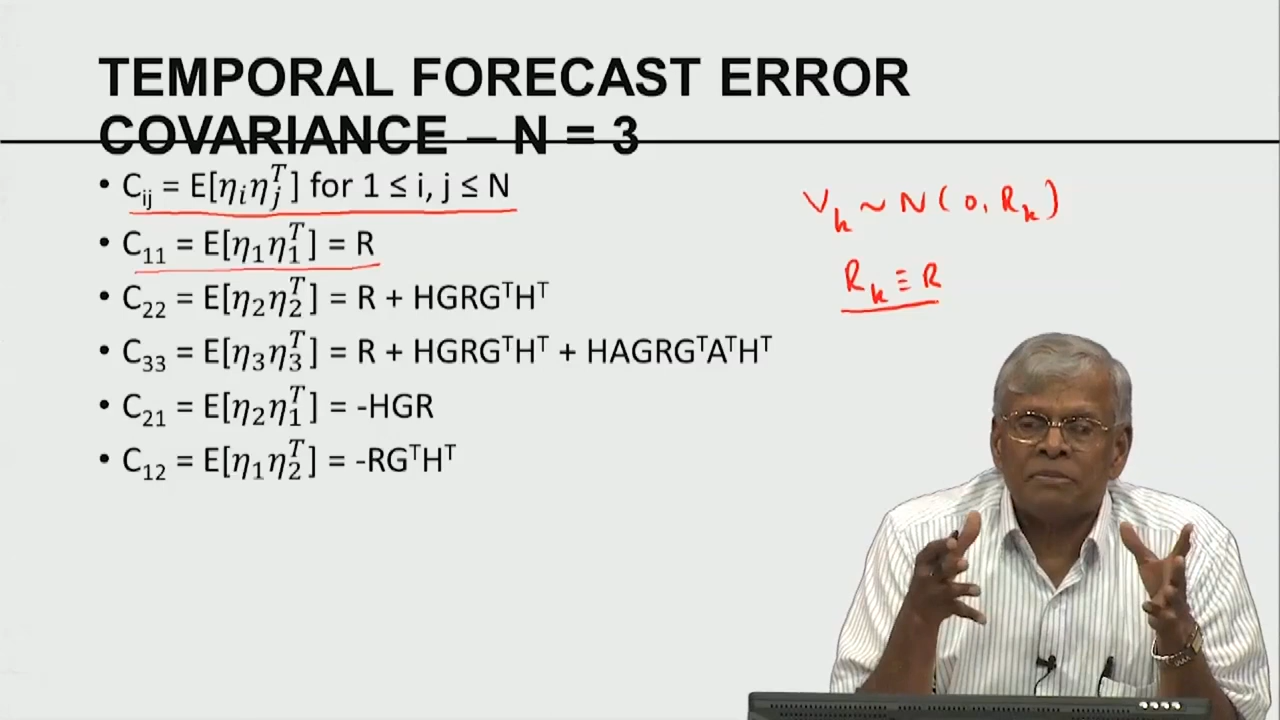 TEMPORAL FORECAST ERROR
COVARIANCE – N = 3
• Cᵢⱼ = E[ηᵢηⱼᵀ] for 1 ≤ i, j ≤ N
• C₁₁ = E[η₁η₁ᵀ] = R
• C₂₂ = E[η₂η₂ᵀ] = R + HGRGᵀHᵀ
• C₃₃ = E[η₃η₃ᵀ] = R + HGRGᵀHᵀ + HAGRGᵀAᵀHᵀ
• C₂₁ = E[η₂η₁ᵀ] = -HGR
• C₁₂ = E[η₁η₂ᵀ] = -RGᵀHᵀ
Vₖ ~ N(0, Rₖ)
Rₖ ≡ R